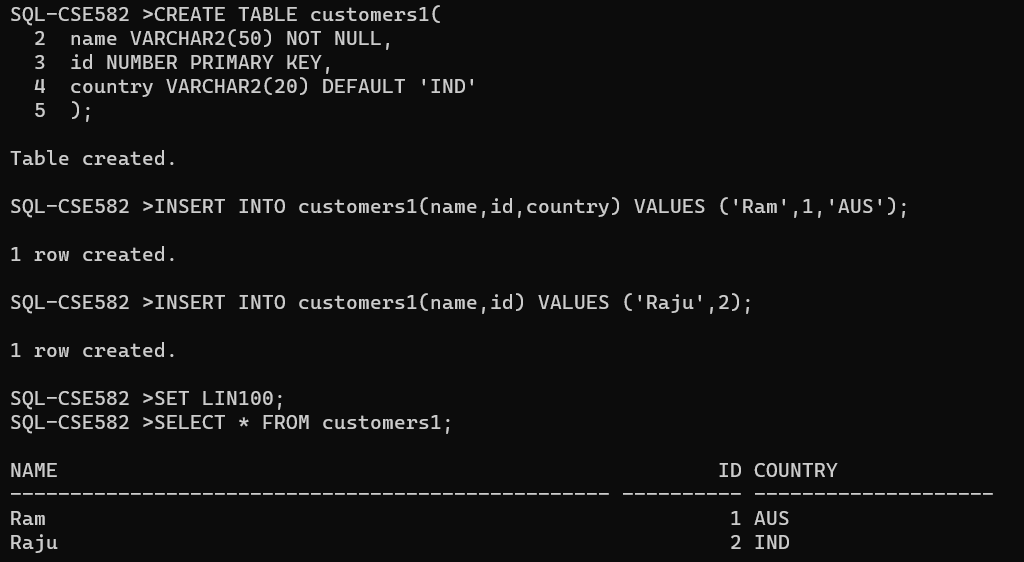 SQL-CSE582 >CREATE TABLE customers1(
  2  name VARCHAR2(50) NOT NULL,
  3  id NUMBER PRIMARY KEY,
  4  country VARCHAR2(20) DEFAULT 'IND'
  5  );
Table created.
SQL-CSE582 >INSERT INTO customers1(name,id,country) VALUES ('Ram',1,'AUS');
1 row created.
SQL-CSE582 >INSERT INTO customers1(name,id) VALUES ('Raju',2);
1 row created.
SQL-CSE582 >SET LIN100;
SQL-CSE582 >SELECT * FROM customers1;
NAME                                                       ID COUNTRY
-------------------------------------------------- ---------- --------------------
Ram                                                         1 AUS
Raju                                                        2 IND